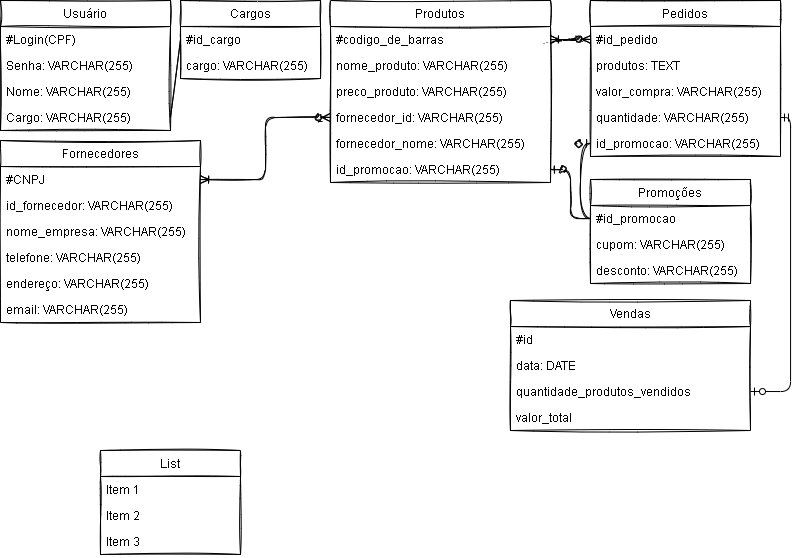 Usuário
#Login(CPF)
Senha: VARCHAR(255)
Nome: VARCHAR(255)
Cargo: VARCHAR(255)
Cargos
#id_cargo
cargo: VARCHAR(255)
Produtos
#codigo_de_barras
nome_produto: VARCHAR(255)
preco_produto: VARCHAR(255)
fornecedor_id: VARCHAR(255)
fornecedor_nome: VARCHAR(255)
id_promocao: VARCHAR(255)
Pedidos
#id_pedido
produtos: TEXT
valor_compra: VARCHAR(255)
quantidade: VARCHAR(255)
id_promocao: VARCHAR(255)
Fornecedores
#CNPJ
id_fornecedor: VARCHAR(255)
nome_empresa: VARCHAR(255)
telefone: VARCHAR(255)
endereço: VARCHAR(255)
email: VARCHAR(255)
Promoções
#id_promocao
cupom: VARCHAR(255)
desconto: VARCHAR(255)
Vendas
#id
data: DATE
quantidade_produtos_vendidos
valor_total
List
Item 1
Item 2
Item 3